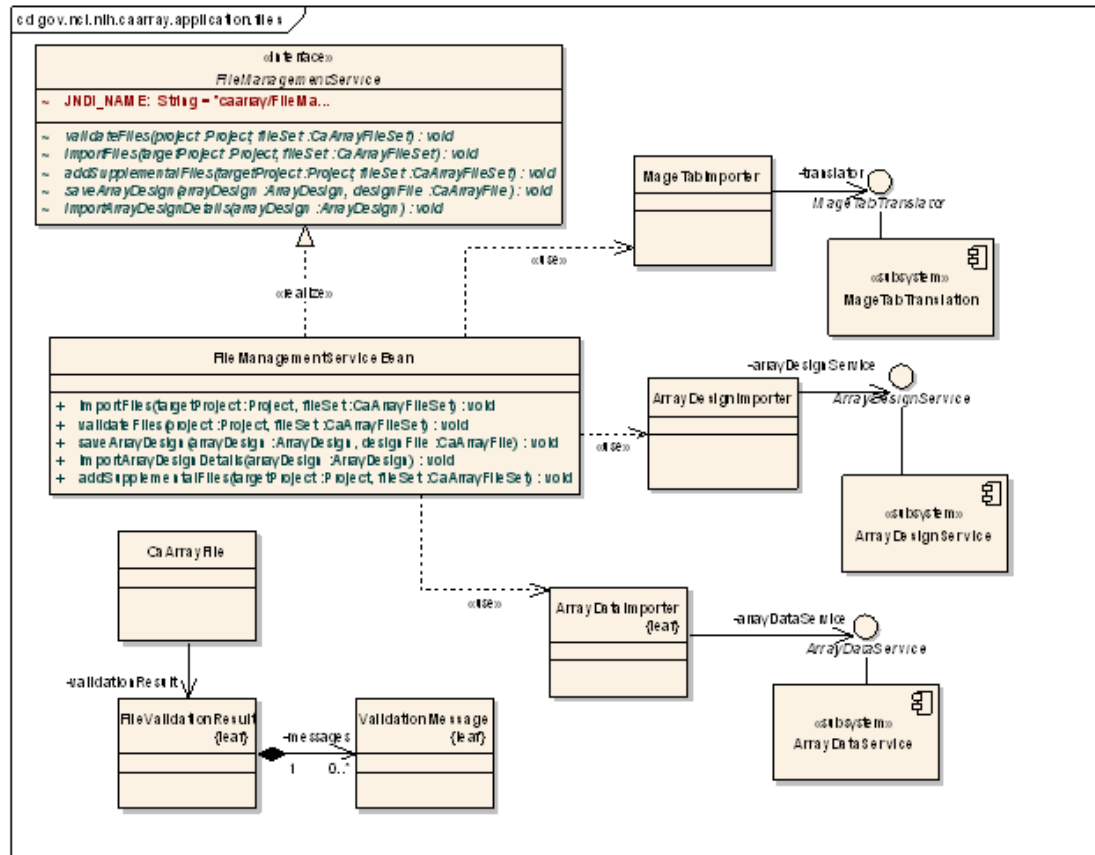 cd gov.nci.nih.caarray.application.files
«interface»
FileManagementService
~ JNDI_NAME: String = "caarray/FileMa...
~ validateFiles(project :Project, fileSet :CaArrayFileSet) : void
~ importFiles(targetProject :Project, fileSet :CaArrayFileSet) : void
~ addSupplementalFiles(targetProject :Project, fileSet :CaArrayFileSet) : void
~ saveArrayDesign(arrayDesign :ArrayDesign, designFile :CaArrayFile) : void
~ importArrayDesignDetails(arrayDesign :ArrayDesign) : void
MageTabImporter
-translator
MageTabTranslator
«use»
«subsystem»
MageTabTranslation
«realize»
FileManagementServiceBean
+ importFiles(targetProject :Project, fileSet :CaArrayFileSet) : void
+ validateFiles(project :Project, fileSet :CaArrayFileSet) : void
+ saveArrayDesign(arrayDesign :ArrayDesign, designFile :CaArrayFile) : void
+ importArrayDesignDetails(arrayDesign :ArrayDesign) : void
+ addSupplementalFiles(targetProject :Project, fileSet :CaArrayFileSet) : void
-arrayDesignService
ArrayDesignImporter
ArrayDesignService
«use»
«subsystem»
ArrayDesignService
CaArrayFile
«use»
ArrayDataImporter
{leaf}
-arrayDataService
ArrayDataService
-validationResult
FileValidationResult
{leaf}
-messages
1
0..*
ValidationMessage
{leaf}
«subsystem»
ArrayDataService